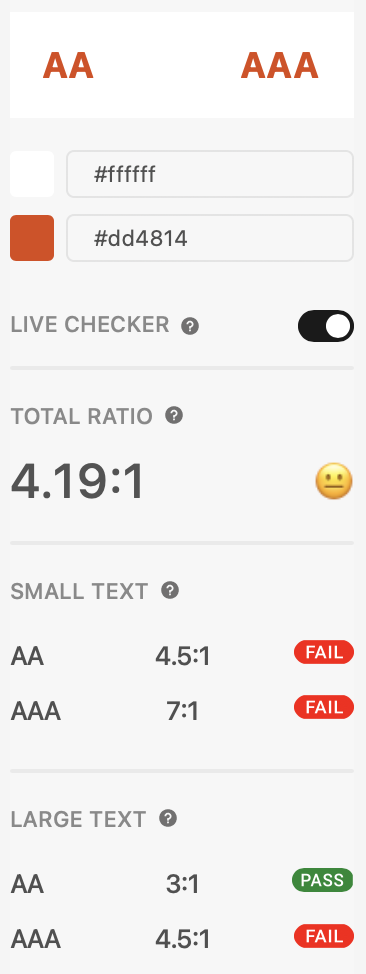 AA AAA
#ffffff
#dd4814
LIVE CHECKER ?
TOTAL RATIO ?
4.19:1
SMALL TEXT ?
AA 4.5:1 FAIL
AAA 7:1 FAIL
LARGE TEXT ?
AA 3:1 PASS
AAA 4.5:1 FAIL